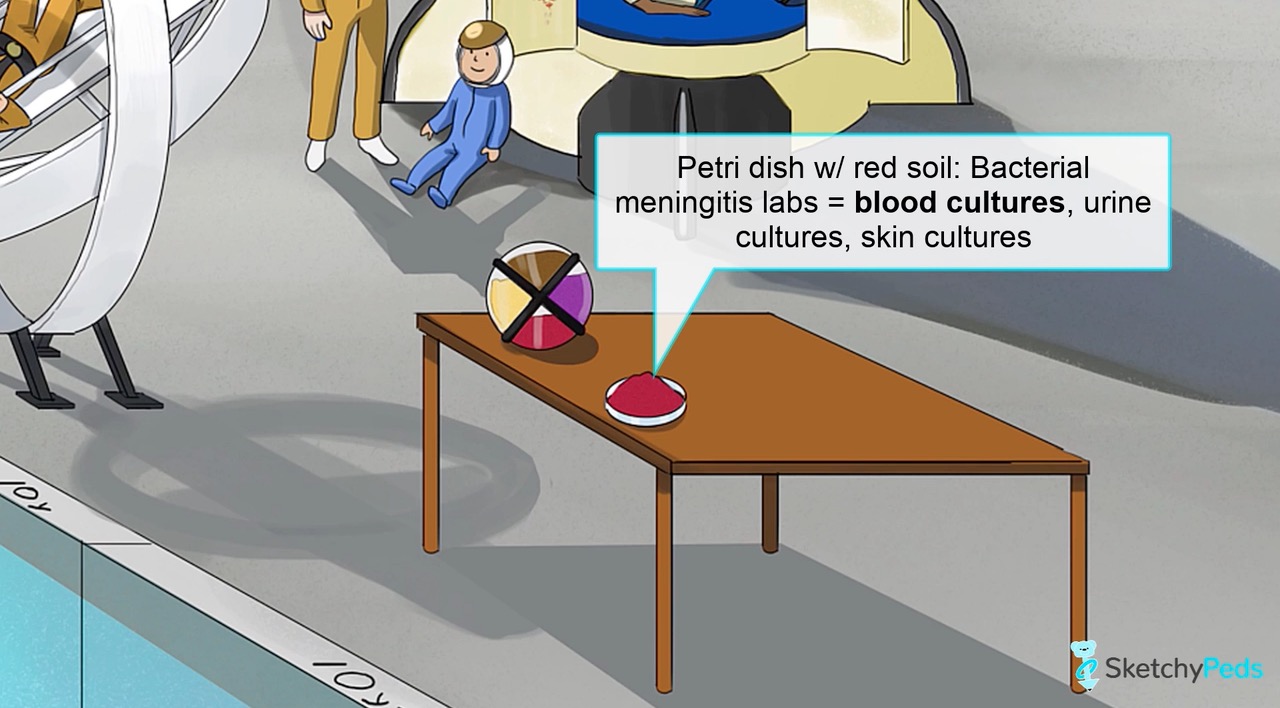 Petri dish w/ red soil: Bacterial
meningitis labs = blood cultures, urine
cultures, skin cultures
SketchyPeds